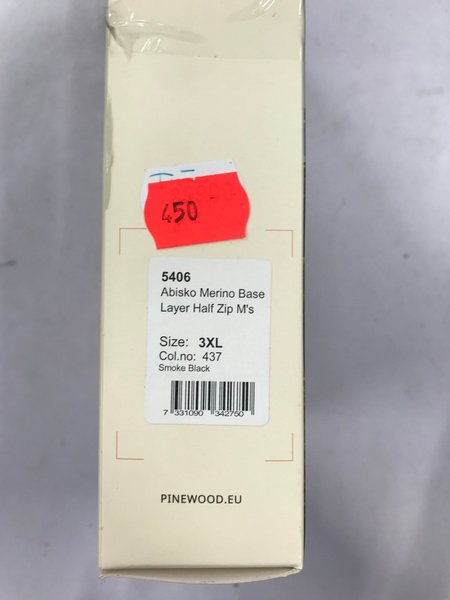 450
5406
Abisko Merino Base
Layer Half Zip M's
Size: 3XL
Col.no: 437
Smoke Black
7 331090 342750
PINEWOOD.EU